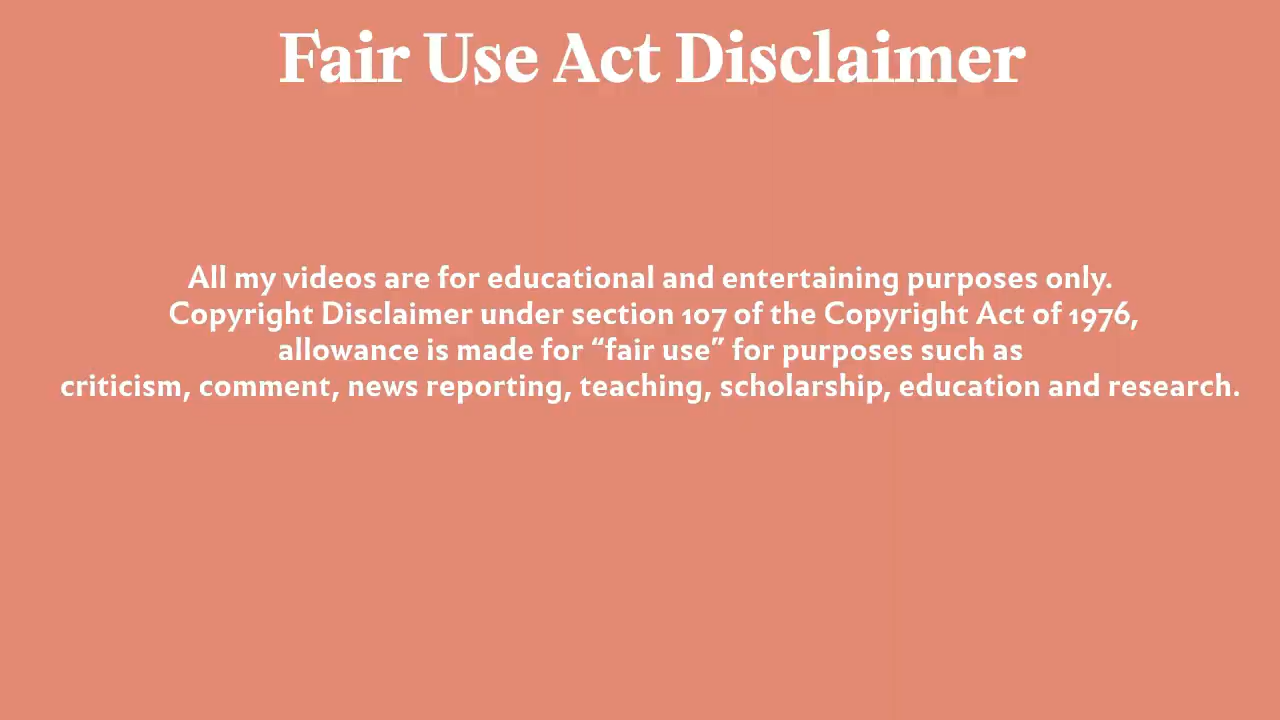 Fair Use Act Disclaimer
All my videos are for educational and entertaining purposes only.
Copyright Disclaimer under section 107 of the Copyright Act of 1976,
allowance is made for “fair use” for purposes such as
criticism, comment, news reporting, teaching, scholarship, education and research.